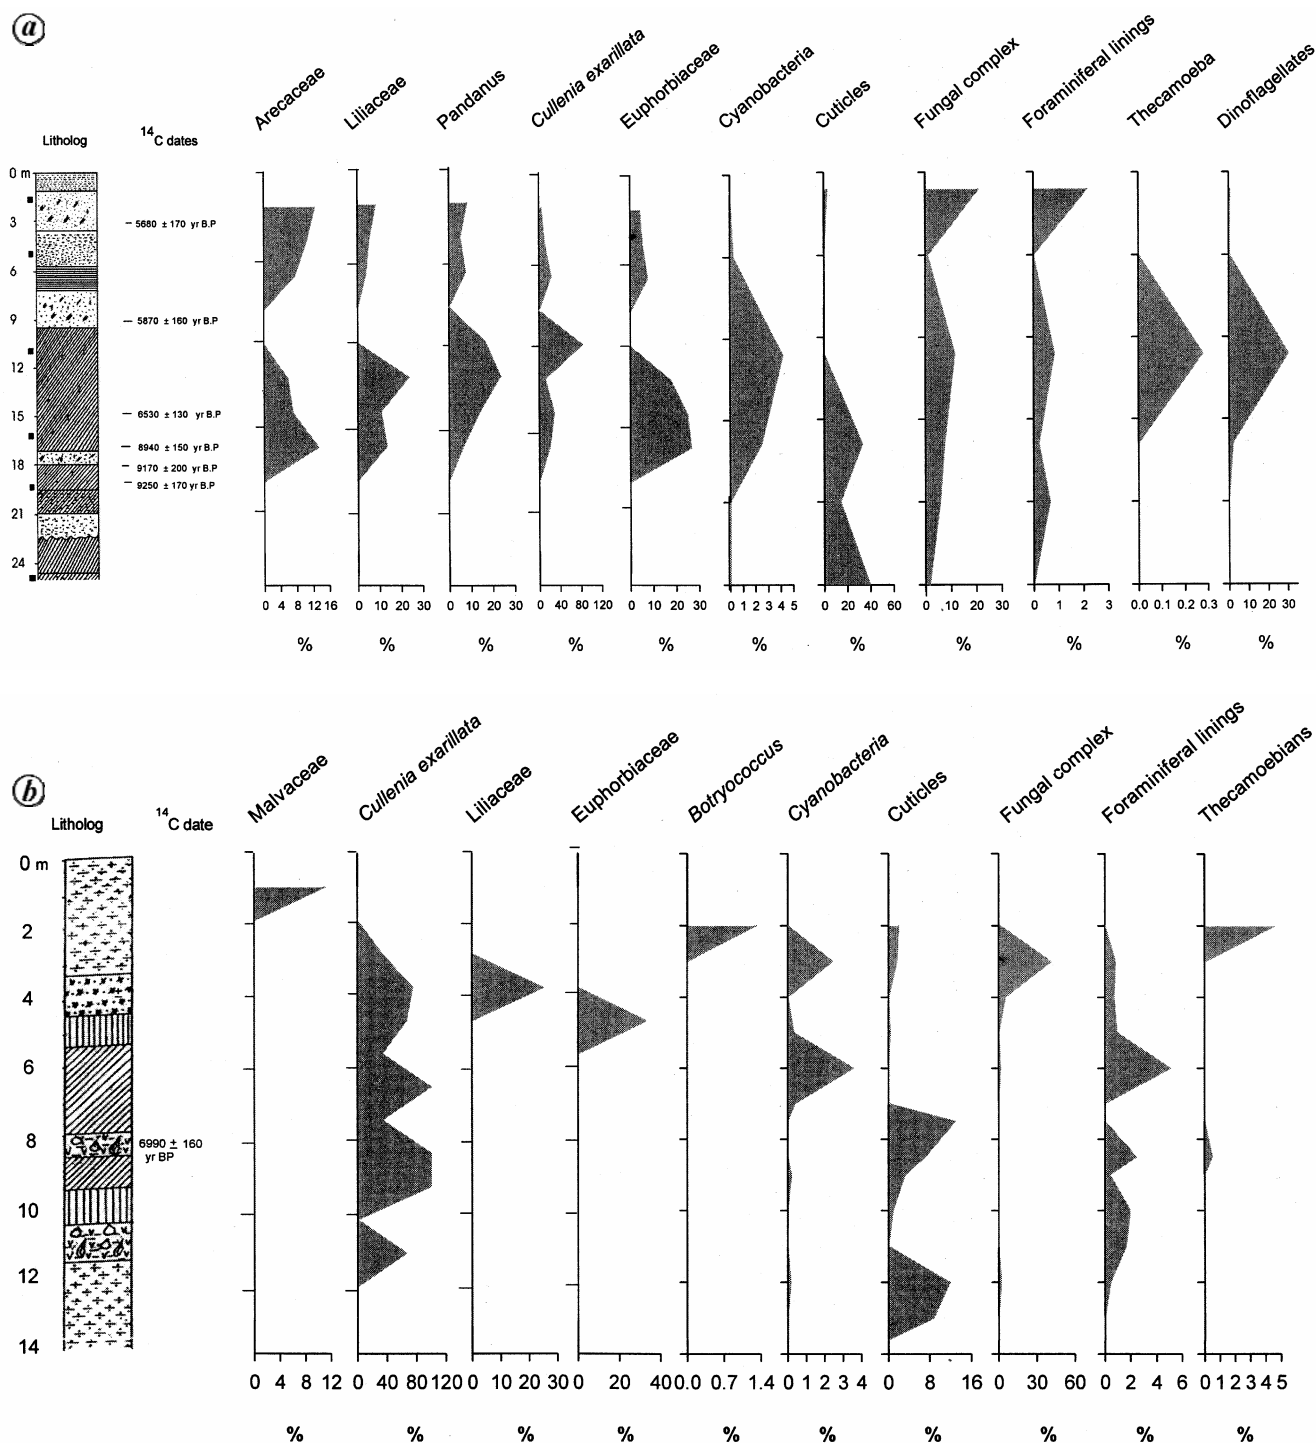 a
Arecaceae
Liliaceae
Pandanus
Cullenia exarillata
Euphorbiaceae
Cyanobacteria
Cuticles
Fungal complex
Foraminiferal linings
Thecamoeba
Dinoflagellates
Litholog
14C dates
0 m
3
6
9
12
15
18
21
24
5680 ± 170 yr B.P
5870 ± 160 yr B.P
6530 ± 130 yr B.P
8940 ± 150 yr B.P
9170 ± 200 yr B.P
9250 ± 170 yr B.P
0 4 8 12 16
0 10 20 30
0 10 20 30
0 40 80 120
0 10 20 30
0 1 2 3 4 5
0 20 40 60
0 .10 20 30
0 1 2 3
0.0 0.1 0.2 0.3
0 10 20 30
% % % % % % % % % % %
b
Malvaceae
Cullenia exarillata
Liliaceae
Euphorbiaceae
Botryococcus
Cyanobacteria
Cuticles
Fungal complex
Foraminiferal linings
Thecamoebians
Litholog
14C date
0 m
2
4
6
8
10
12
14
6990 ± 160
yr BP
0 4 8 12
0 40 80 120
0 10 20 30
0 20 40
0.0 0.7 1.4
0 1 2 3 4
0 8 16
0 30 60
0 2 4 6
0 1 2 3 4 5
% % % % % % % % % %